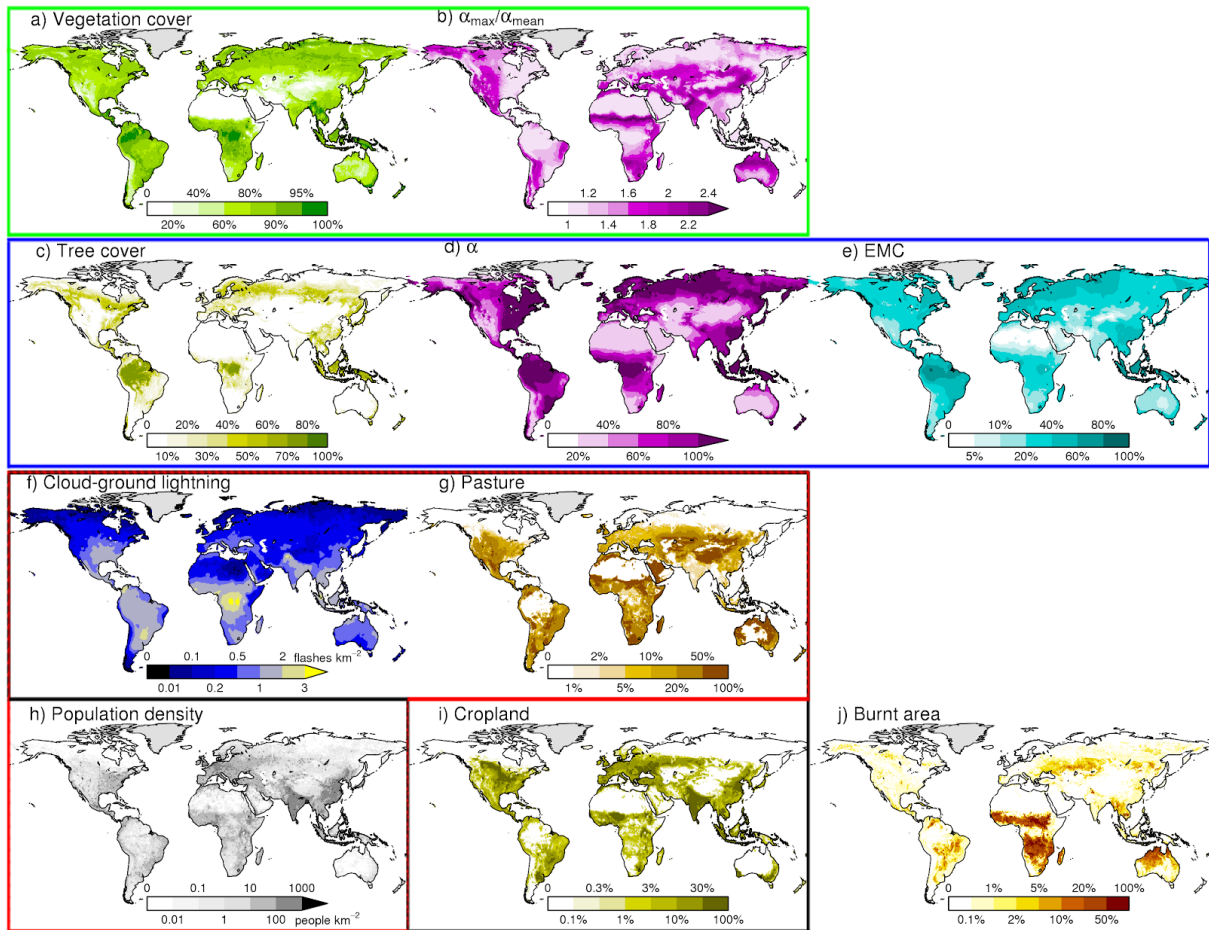 a) Vegetation cover
b) αmax/αmean
0 40% 80% 95%
20% 60% 90% 100%
1.2 1.6 2 2.4
1 1.4 1.8 2.2
c) Tree cover
d) α
e) EMC
20% 40% 60% 80%
10% 30% 50% 70% 100%
0 40% 80%
20% 60% 100%
0 10% 40% 80%
5% 20% 60% 100%
f) Cloud-ground lightning
g) Pasture
0 0.1 0.5 2 flashes km−2
0.01 0.2 1 3
0 2% 10% 50%
1% 5% 20% 100%
h) Population density
i) Cropland
j) Burnt area
0 0.1 10 1000
0.01 1 100 people km−2
0 0.3% 3% 30%
0.1% 1% 10% 100%
0 1% 5% 20% 100%
0.1% 2% 10% 50%